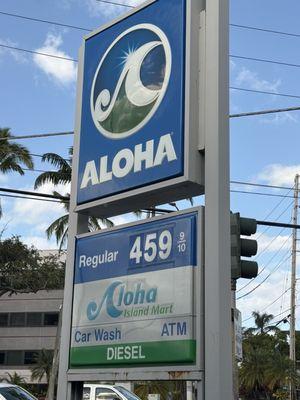 ALOHA
Regular 459 9/10
Aloha
Island Mart
Car Wash ATM
DIESEL